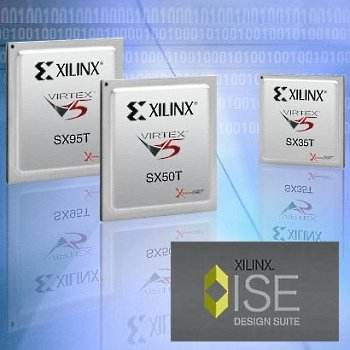 XILINX
VIRTEX 5
SX95T
XILINX
VIRTEX 5
SX50T
XILINX
VIRTEX 5
SX35T
XILINX
ISE
DESIGN SUITE